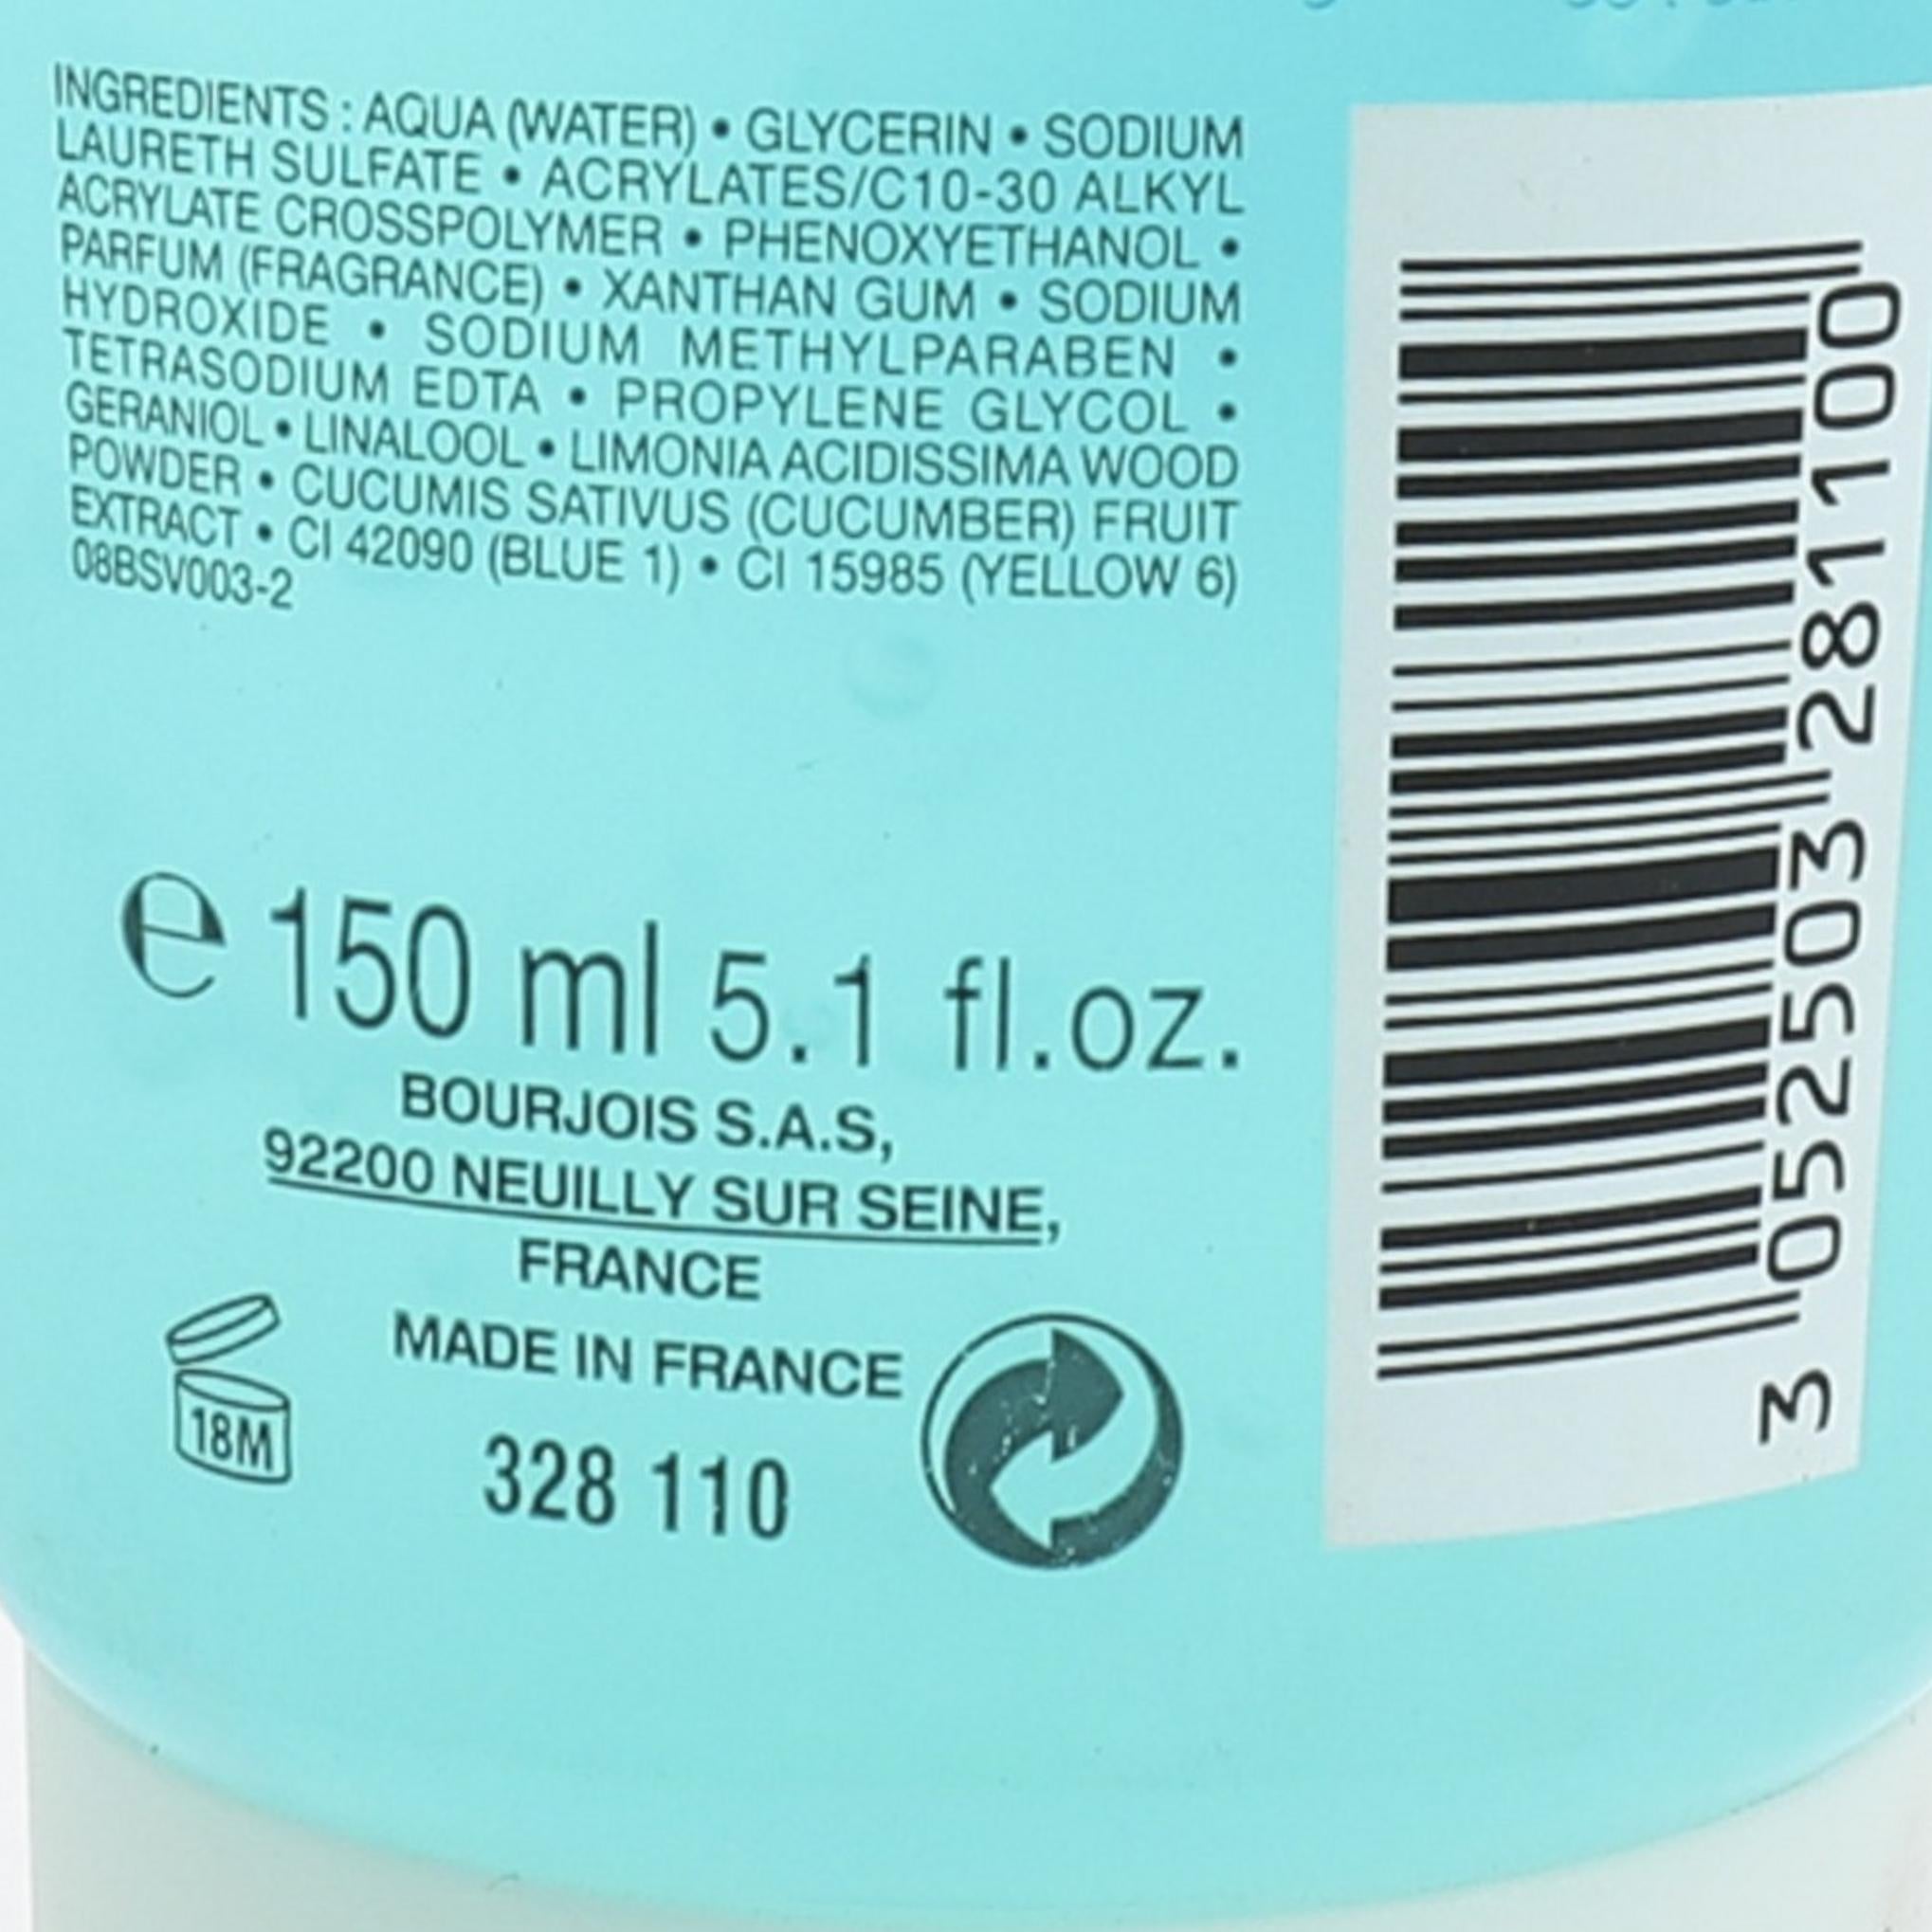 INGREDIENTS : AQUA (WATER) • GLYCERIN • SODIUM
LAURETH SULFATE • ACRYLATES/C10-30 ALKYL
ACRYLATE CROSSPOLYMER • PHENOXYETHANOL •
PARFUM (FRAGRANCE) • XANTHAN GUM • SODIUM
HYDROXIDE • SODIUM METHYLPARABEN •
TETRASODIUM EDTA • PROPYLENE GLYCOL •
GERANIOL • LINALOOL • LIMONIA ACIDISSIMA WOOD
POWDER • CUCUMIS SATIVUS (CUCUMBER) FRUIT
EXTRACT • CI 42090 (BLUE 1) • CI 15985 (YELLOW 6)
08BSV003-2
e 150 ml 5.1 fl.oz.
BOURJOIS S.A.S,
92200 NEUILLY SUR SEINE,
FRANCE
MADE IN FRANCE
18M
328 110
3 052503 281100